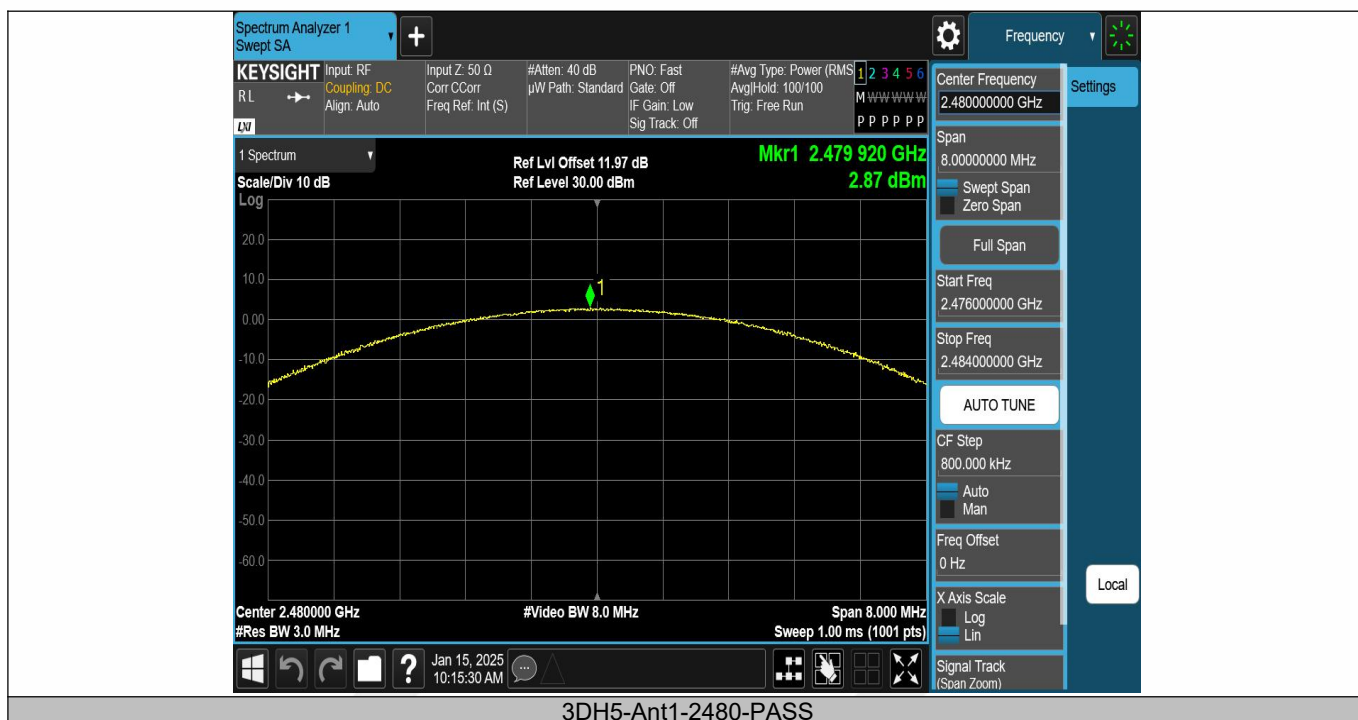 Spectrum Analyzer 1
Swept SA
Frequency
KEYSIGHT
RL
LXI
Input: RF
Coupling: DC
Align: Auto
Input Z: 50 Ω
Corr CCorr
Freq Ref: Int (S)
#Atten: 40 dB
µW Path: Standard
PNO: Fast
Gate: Off
IF Gain: Low
Sig Track: Off
#Avg Type: Power (RMS
Avg|Hold: 100/100
Trig: Free Run
1 2 3 4 5 6
M W W W W W
P P P P P P
1 Spectrum
Scale/Div 10 dB
Log
Ref Lvl Offset 11.97 dB
Ref Level 30.00 dBm
Mkr1 2.479 920 GHz
2.87 dBm
20.0
10.0
0.00
-10.0
-20.0
-30.0
-40.0
-50.0
-60.0
1
Center 2.480000 GHz
#Video BW 8.0 MHz
Span 8.000 MHz
#Res BW 3.0 MHz
Sweep 1.00 ms (1001 pts)
Center Frequency
2.480000000 GHz
Settings
Span
8.00000000 MHz
Swept Span
Zero Span
Full Span
Start Freq
2.476000000 GHz
Stop Freq
2.484000000 GHz
AUTO TUNE
CF Step
800.000 kHz
Auto
Man
Freq Offset
0 Hz
Local
X Axis Scale
Log
Lin
Signal Track
(Span Zoom)
?
Jan 15, 2025
10:15:30 AM
3DH5-Ant1-2480-PASS